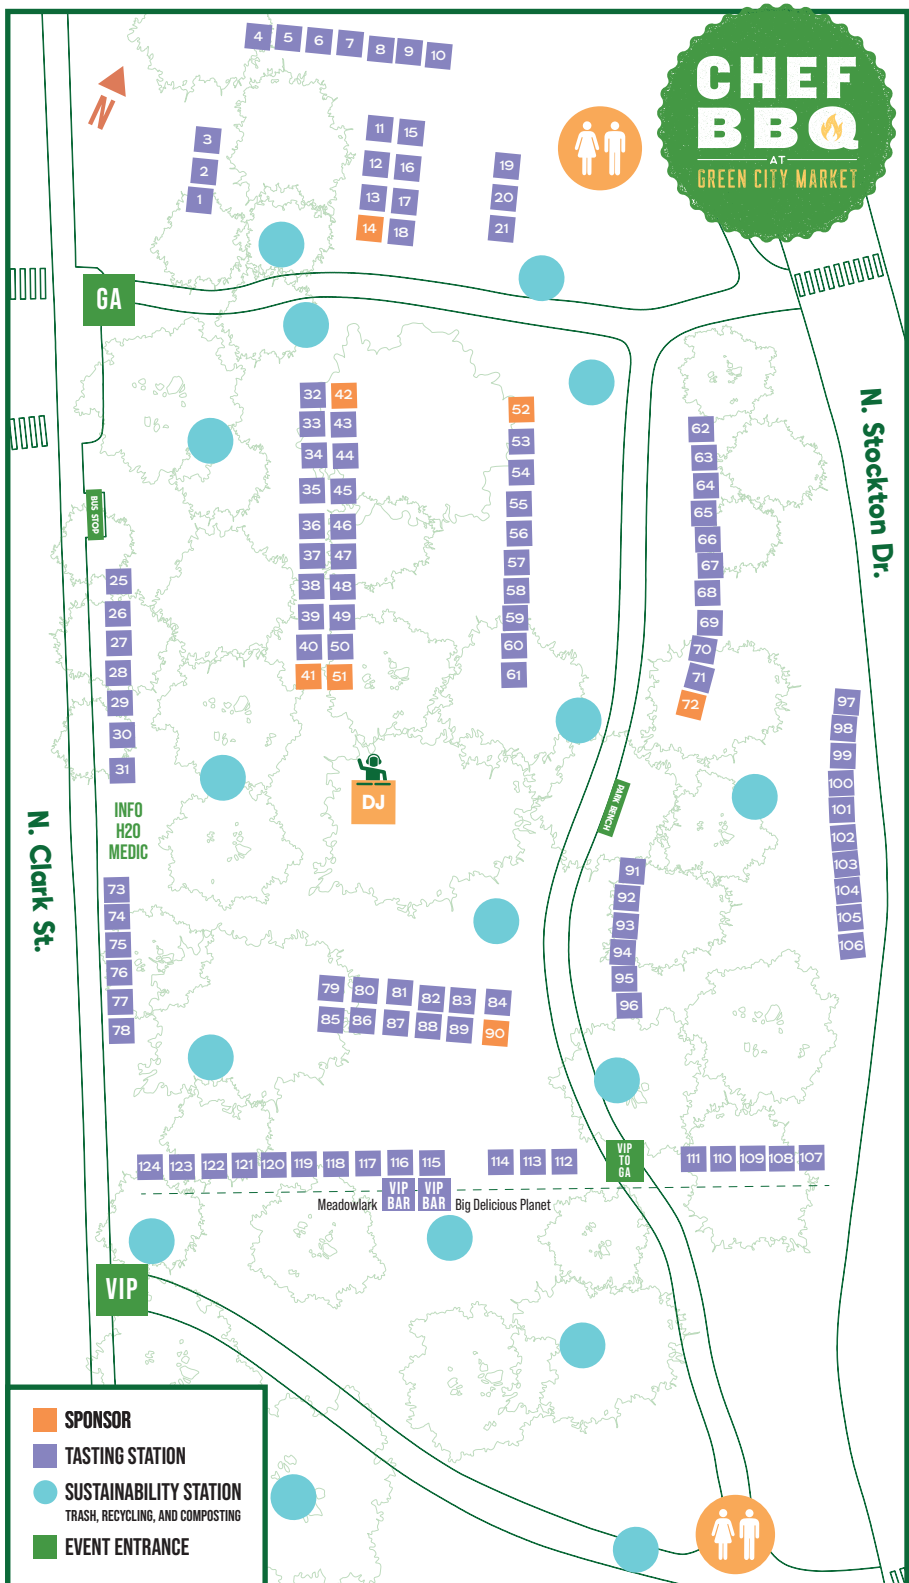 CHEF
BBQ
AT
GREEN CITY MARKET
N
4 5 6 7 8 9 10
3
2
1
11 15
12 16
13 17
14 18
19
20
21
GA
32 42
33 43
34 44
35 45
36 46
37 47
38 48
39 49
40 50
41 51
52
53
54
55
56
57
58
59
60
61
62
63
64
65
66
67
68
69
70
71
72
N. Stockton Dr.
BUS STOP
25
26
27
28
29
30
31
INFO
H20
MEDIC
N. Clark St.
DJ
PARK BENCH
97
98
99
100
101
102
103
104
105
106
73
74
75
76
77
78
91
92
93
94
95
96
79 80 81 82 83 84
85 86 87 88 89 90
124 123 122 121 120 119 118 117 116 115 114 113 112
VIP
TO
GA
111 110 109 108 107
Meadowlark
VIP
BAR
VIP
BAR
Big Delicious Planet
VIP
SPONSOR
TASTING STATION
SUSTAINABILITY STATION
TRASH, RECYCLING, AND COMPOSTING
EVENT ENTRANCE